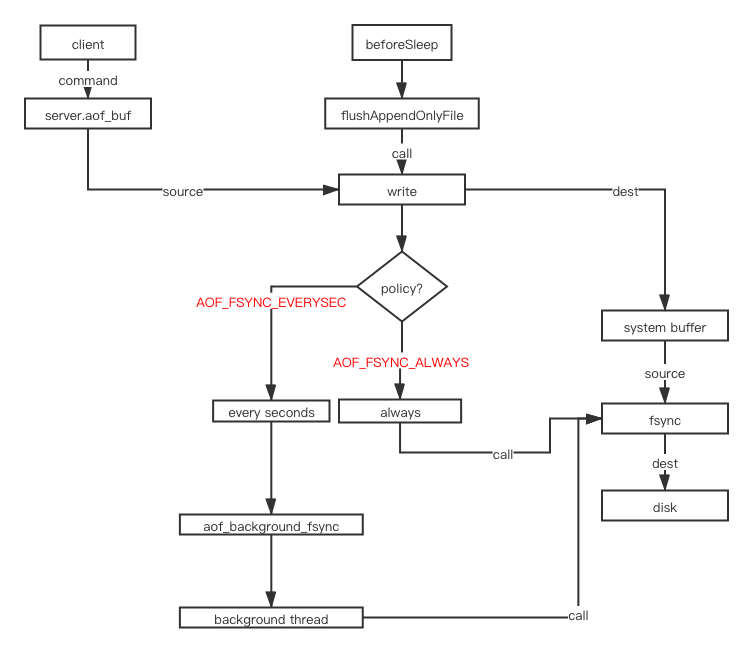 client
beforeSleep
command
server.aof_buf
flushAppendOnlyFile
call
source
write
dest
policy?
AOF_FSYNC_EVERYSEC
system buffer
AOF_FSYNC_ALWAYS
source
every seconds
always
fsync
call
dest
disk
aof_background_fsync
background thread
call